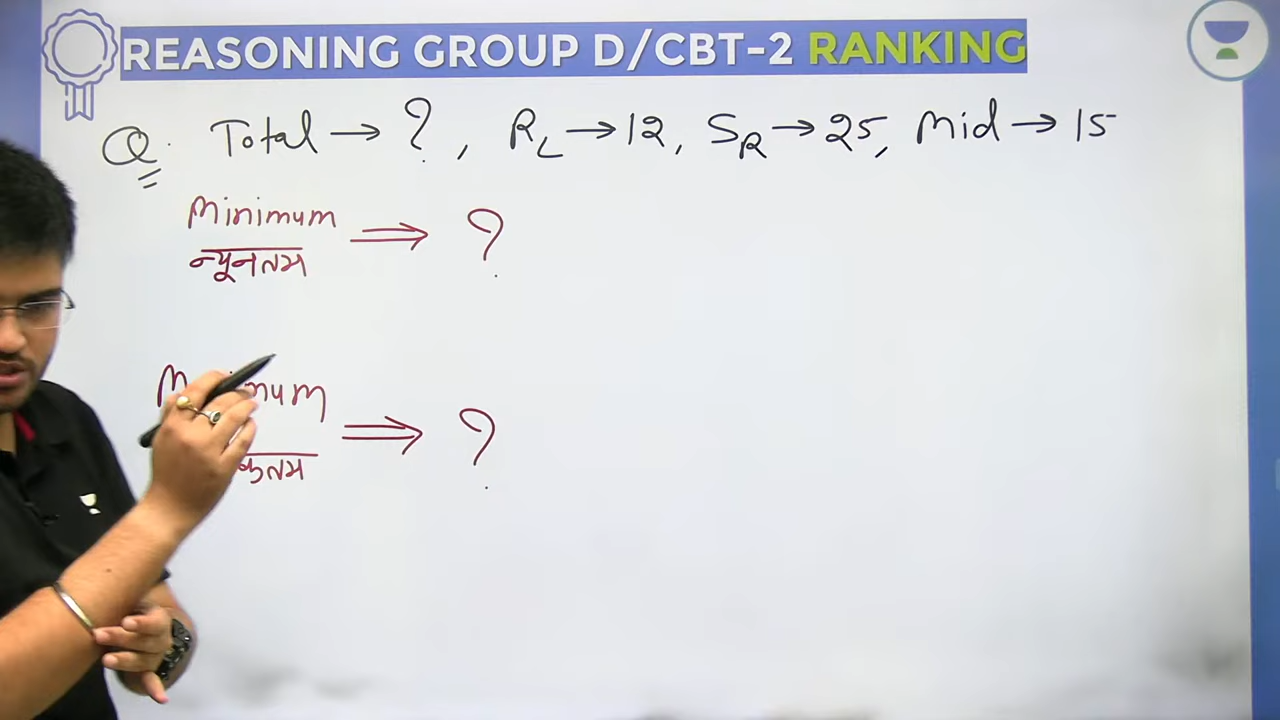 REASONING GROUP D/CBT-2 RANKING
Q. Total → ?, RL → 12, SR → 25, Mid → 15
Minimum ⇒ ?
न्यूनतम
⇒ ?